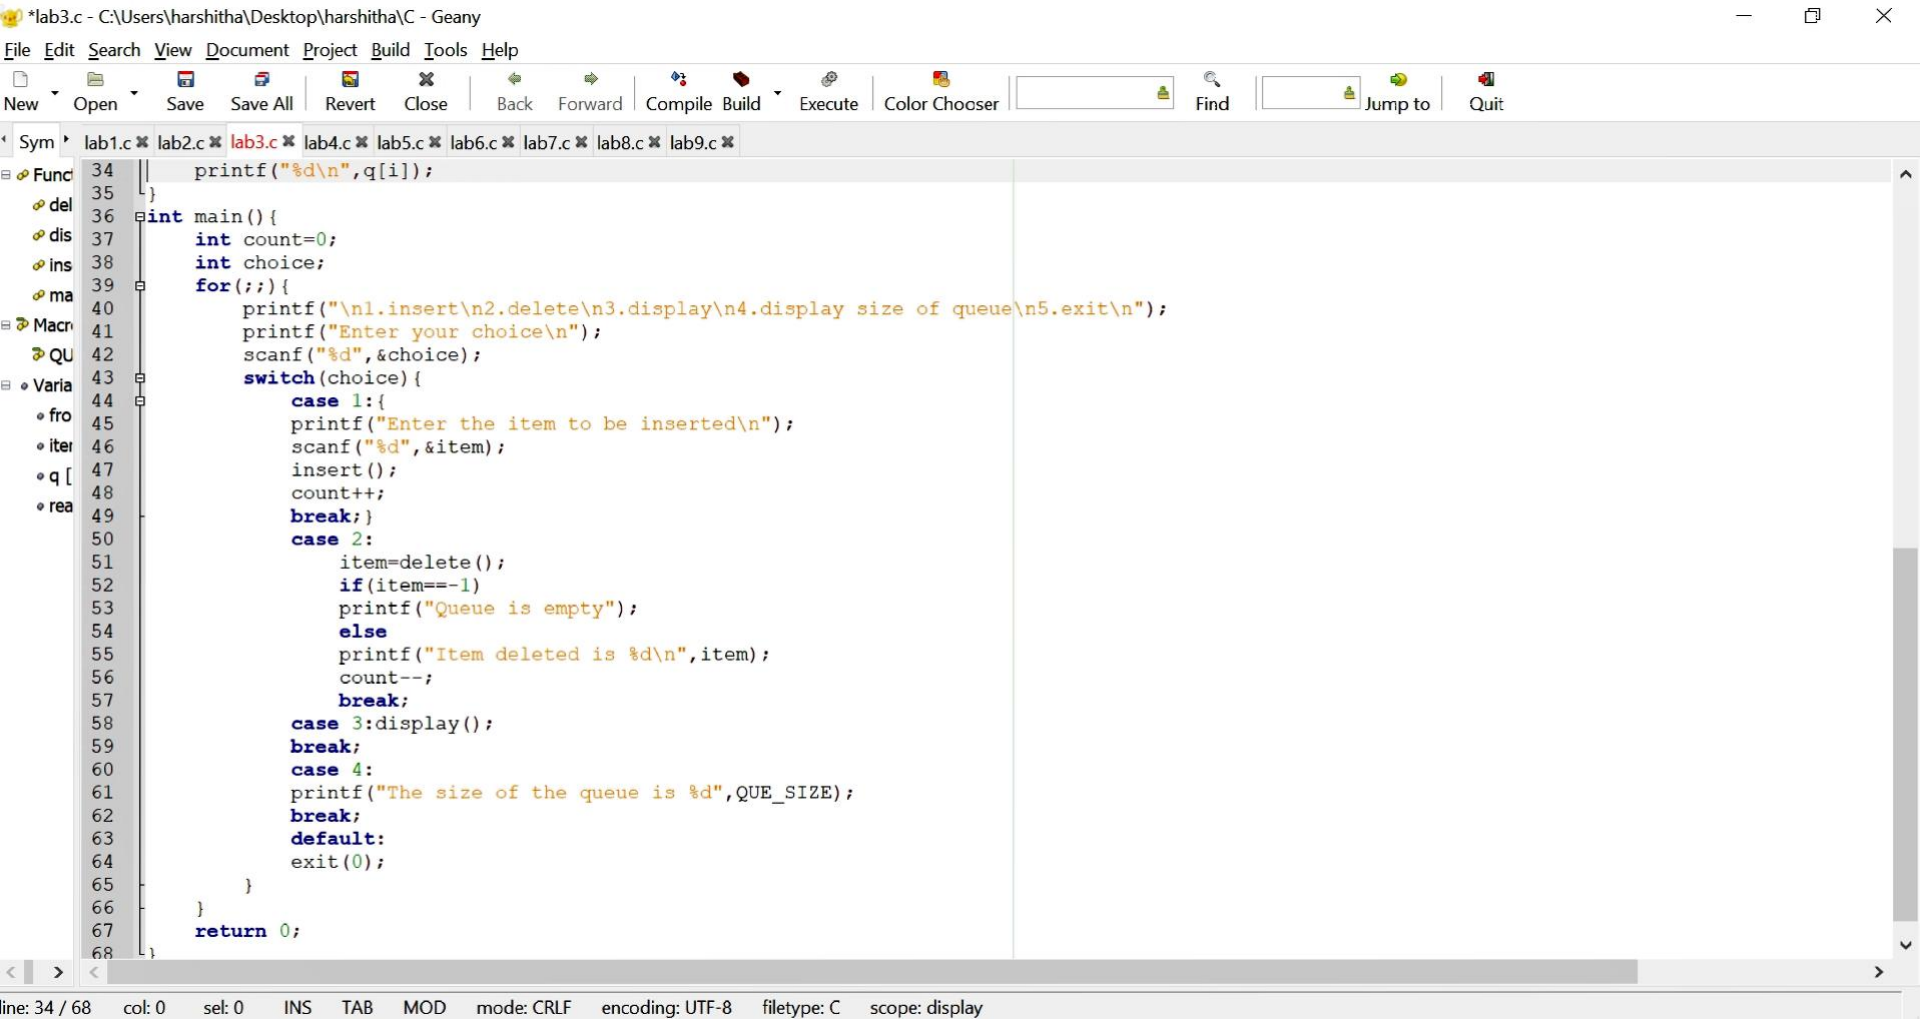 *lab3.c - C:\Users\harshitha\Desktop\harshitha\C - Geany
File Edit Search View Document Project Build Tools Help
New Open Save Save All Revert Close Back Forward Compile Build Execute Color Chooser Find Jump to Quit
Sym lab1.c lab2.c lab3.c lab4.c lab5.c lab6.c lab7.c lab8.c lab9.c
Funct
del
dis
ins
ma
Macr
QU
Varia
fro
iter
q [
rea
34 printf("%d\n",q[i]);
35 }
36 int main(){
37 int count=0;
38 int choice;
39 for(;;){
40 printf("\n1.insert\n2.delete\n3.display\n4.display size of queue\n5.exit\n");
41 printf("Enter your choice\n");
42 scanf("%d",&choice);
43 switch(choice){
44 case 1:{
45 printf("Enter the item to be inserted\n");
46 scanf("%d",&item);
47 insert();
48 count++;
49 break;}
50 case 2:
51 item=delete();
52 if(item==-1)
53 printf("Queue is empty");
54 else
55 printf("Item deleted is %d\n",item);
56 count--;
57 break;
58 case 3:display();
59 break;
60 case 4:
61 printf("The size of the queue is %d",QUE_SIZE);
62 break;
63 default:
64 exit(0);
65 }
66 }
67 return 0;
68 }
line: 34 / 68 col: 0 sel: 0 INS TAB MOD mode: CRLF encoding: UTF-8 filetype: C scope: display